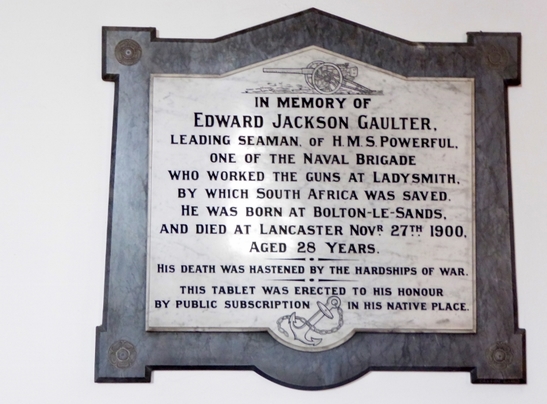 IN MEMORY OF
EDWARD JACKSON GAULTER,
LEADING SEAMAN, OF H.M.S. POWERFUL,
ONE OF THE NAVAL BRIGADE
WHO WORKED THE GUNS AT LADYSMITH,
BY WHICH SOUTH AFRICA WAS SAVED.
HE WAS BORN AT BOLTON-LE-SANDS,
AND DIED AT LANCASTER NOVR 27TH 1900,
AGED 28 YEARS.
HIS DEATH WAS HASTENED BY THE HARDSHIPS OF WAR.
THIS TABLET WAS ERECTED TO HIS HONOUR
BY PUBLIC SUBSCRIPTION IN HIS NATIVE PLACE.